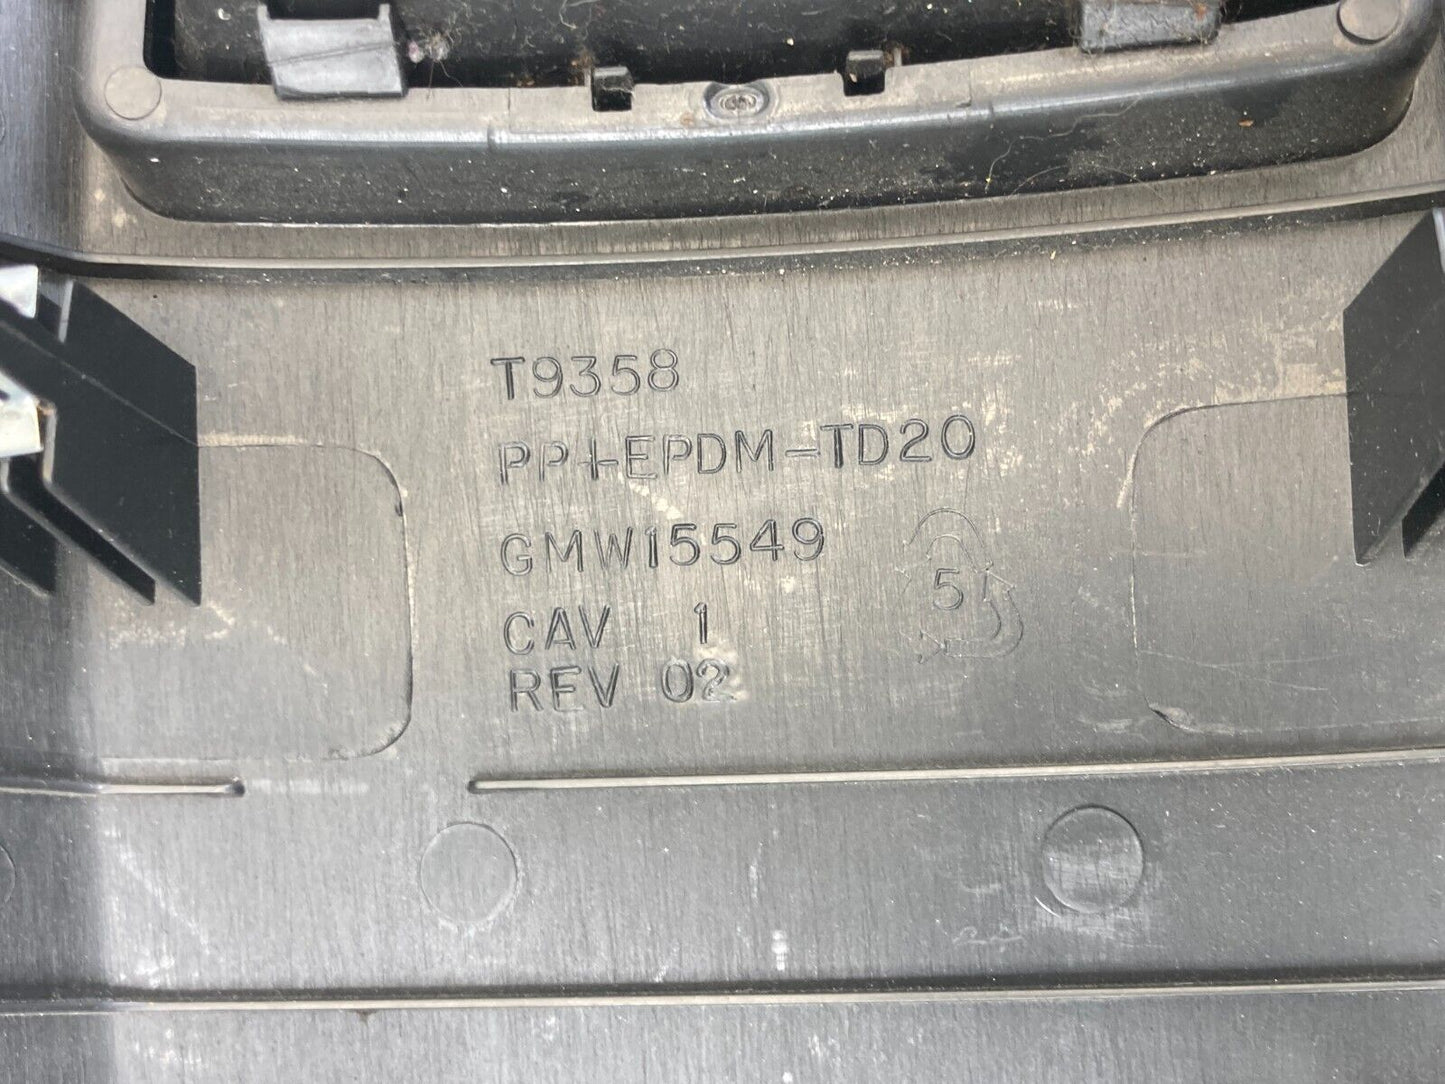 T9358
PP+EPDM-TD20
GMW15549
5
CAV 1
REV 02